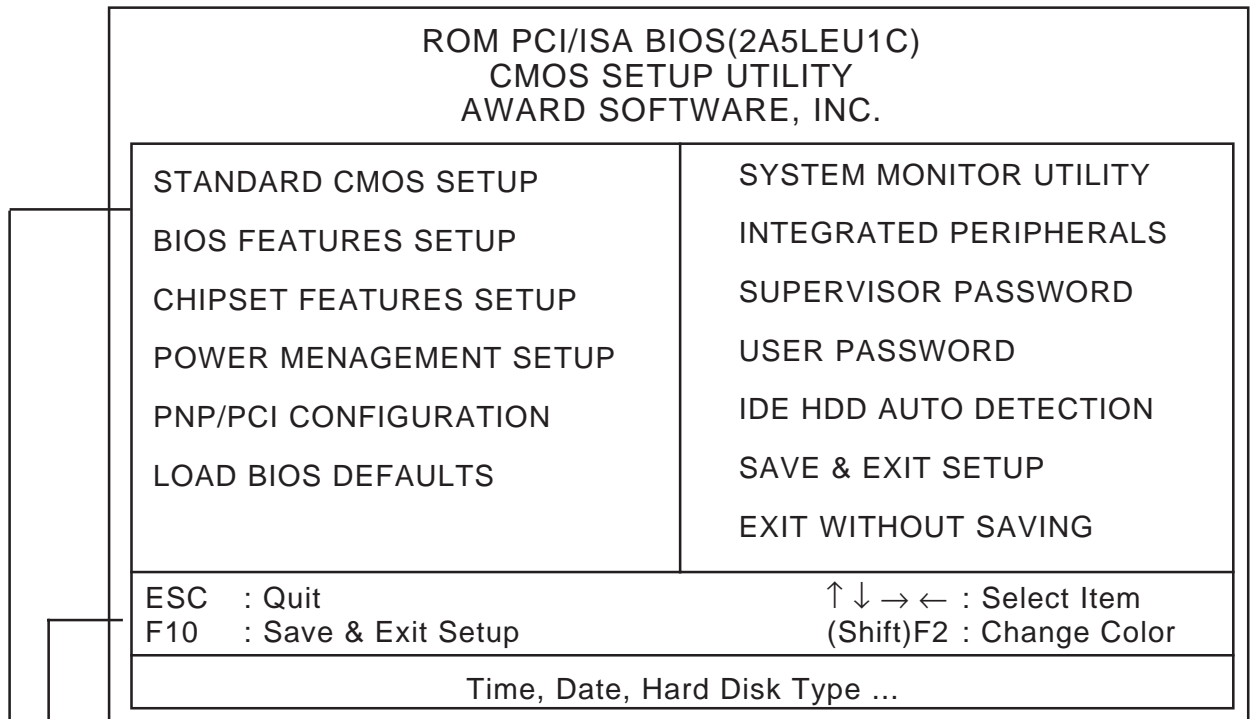 ROM PCI/ISA BIOS(2A5LEU1C)
CMOS SETUP UTILITY
AWARD SOFTWARE, INC.
STANDARD CMOS SETUP
BIOS FEATURES SETUP
CHIPSET FEATURES SETUP
POWER MENAGEMENT SETUP
PNP/PCI CONFIGURATION
LOAD BIOS DEFAULTS
SYSTEM MONITOR UTILITY
INTEGRATED PERIPHERALS
SUPERVISOR PASSWORD
USER PASSWORD
IDE HDD AUTO DETECTION
SAVE & EXIT SETUP
EXIT WITHOUT SAVING
ESC : Quit
F10 : Save & Exit Setup
↑ ↓ → ← : Select Item
(Shift)F2 : Change Color
Time, Date, Hard Disk Type ...